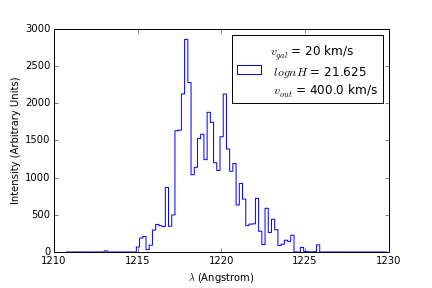 3000
2500
2000
1500
1000
500
0
Intensity (Arbitrary Units)
v_gal = 20 km/s
lognH = 21.625
v_out = 400.0 km/s
1210 1215 1220 1225 1230
λ (Angstrom)